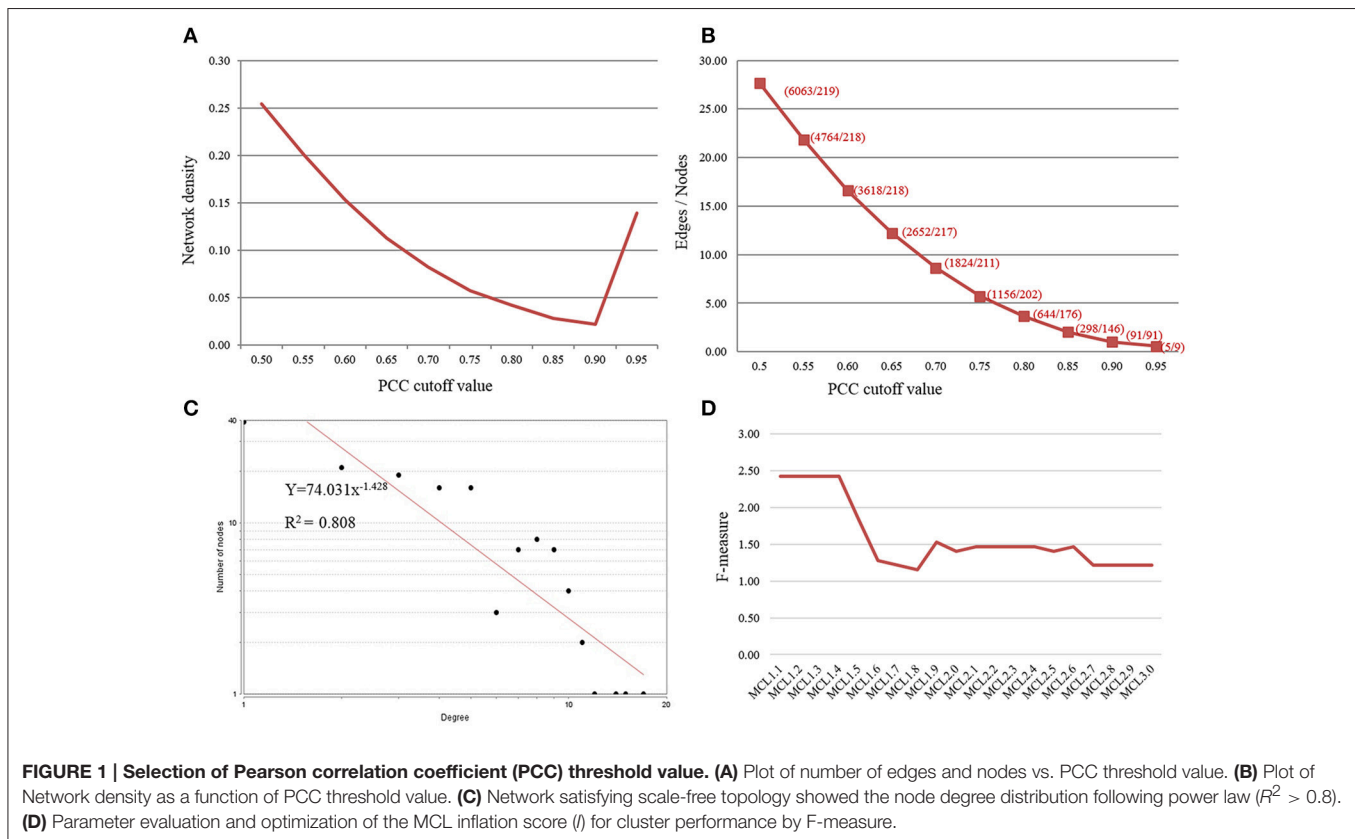 A
0.30
0.25
0.20
0.15
0.10
0.05
0.00
Network density
0.50 0.55 0.60 0.65 0.70 0.75 0.80 0.85 0.90 0.95
PCC cutoff value
B
30.00
25.00
20.00
15.00
10.00
5.00
0.00
Edges / Nodes
(6063/219)
(4764/218)
(3618/218)
(2652/217)
(1824/211)
(1156/202)
(644/176)
(298/146)
(91/91)
(5/9)
0.5 0.55 0.60 0.65 0.70 0.75 0.80 0.85 0.90 0.95
PCC cutoff value
C
40
10
1
Number of nodes
Y=74.031x^-1.428
R² = 0.808
1 10 20
Degree
D
3.00
2.50
2.00
1.50
1.00
0.50
0.00
F-measure
MCL1.1 MCL1.2 MCL1.3 MCL1.4 MCL1.5 MCL1.6 MCL1.7 MCL1.8 MCL1.9 MCL2.0 MCL2.1 MCL2.2 MCL2.3 MCL2.4 MCL2.5 MCL2.6 MCL2.7 MCL2.8 MCL2.9 MCL3.0
FIGURE 1 | Selection of Pearson correlation coefficient (PCC) threshold value. (A) Plot of number of edges and nodes vs. PCC threshold value. (B) Plot of
Network density as a function of PCC threshold value. (C) Network satisfying scale-free topology showed the node degree distribution following power law (R² > 0.8).
(D) Parameter evaluation and optimization of the MCL inflation score (I) for cluster performance by F-measure.